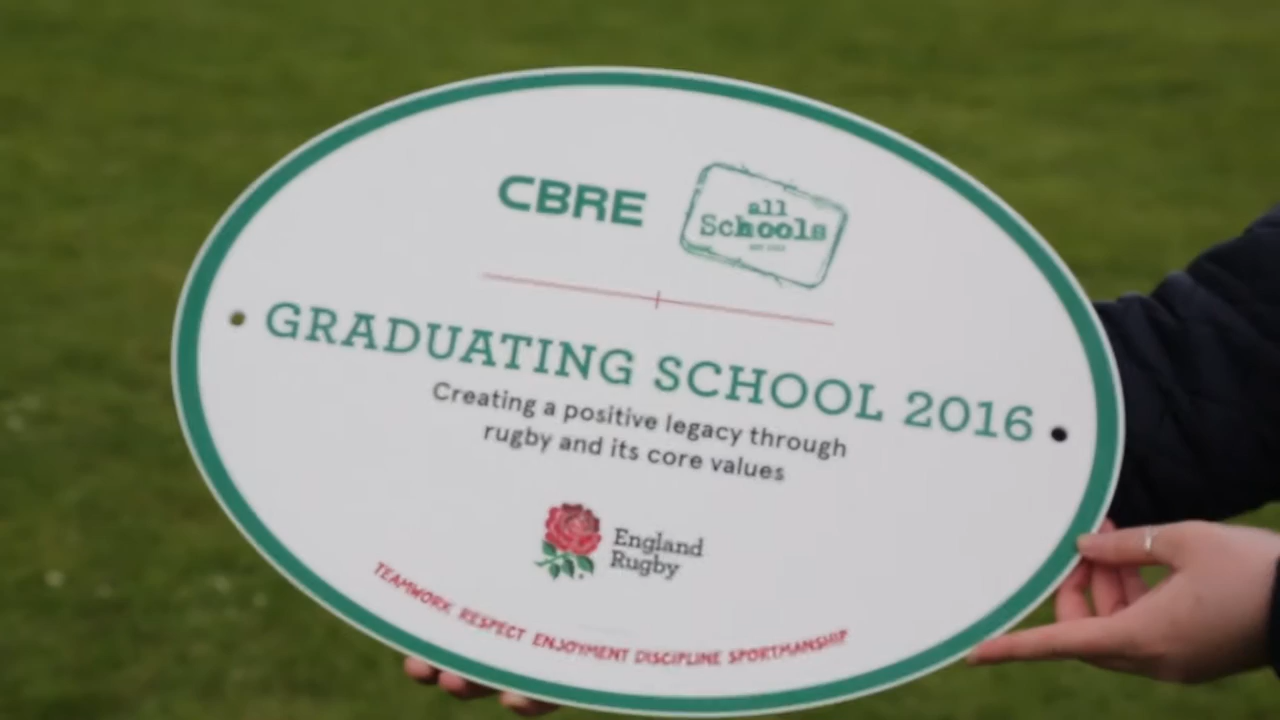 CBRE
all
Schools
GRADUATING SCHOOL 2016
Creating a positive legacy through
rugby and its core values
England
Rugby
TEAMWORK RESPECT ENJOYMENT DISCIPLINE SPORTMANSHIP